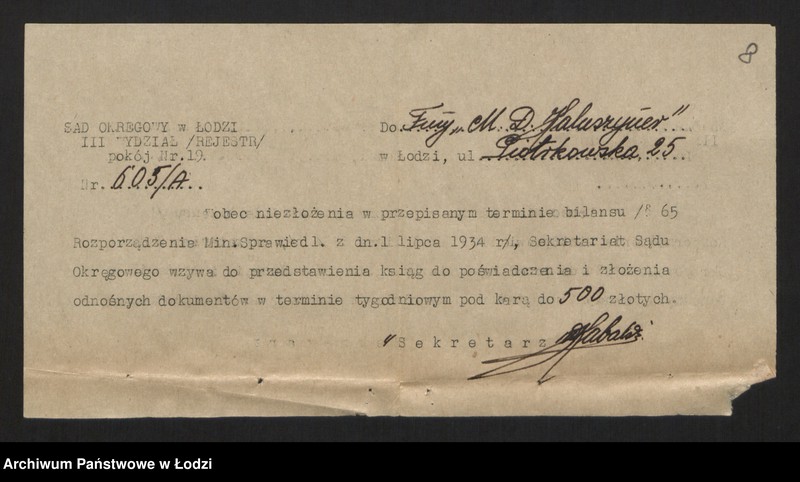 8
SĄD OKRĘGOWY w ŁODZI
III WYDZIAŁ /REJESTR/
pokój Nr.19.
Nr. 605/A..
Do Firmy „M. D. Haluszyner”
w Łodzi, ul Piotrkowska 25..
Wobec niezłożenia w przepisanym terminie bilansu /§ 65
Rozporządzenia Min.Sprawiedl. z dn.1 lipca 1934 r/, Sekretariat Sądu
Okręgowego wzywa do przedstawienia ksiąg do poświadczenia i złożenia
odnośnych dokumentów w terminie tygodniowym pod karą do 500 złotych.
Sekretarz
Archiwum Państwowe w Łodzi